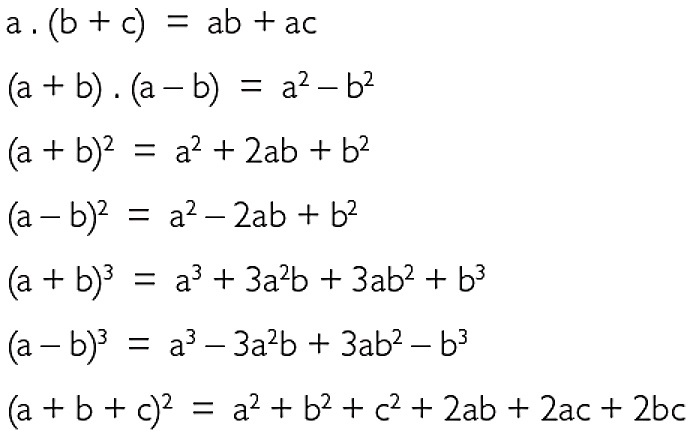 a . (b + c) = ab + ac
(a + b) . (a – b) = a² – b²
(a + b)² = a² + 2ab + b²
(a – b)² = a² – 2ab + b²
(a + b)³ = a³ + 3a²b + 3ab² + b³
(a – b)³ = a³ – 3a²b + 3ab² – b³
(a + b + c)² = a² + b² + c² + 2ab + 2ac + 2bc